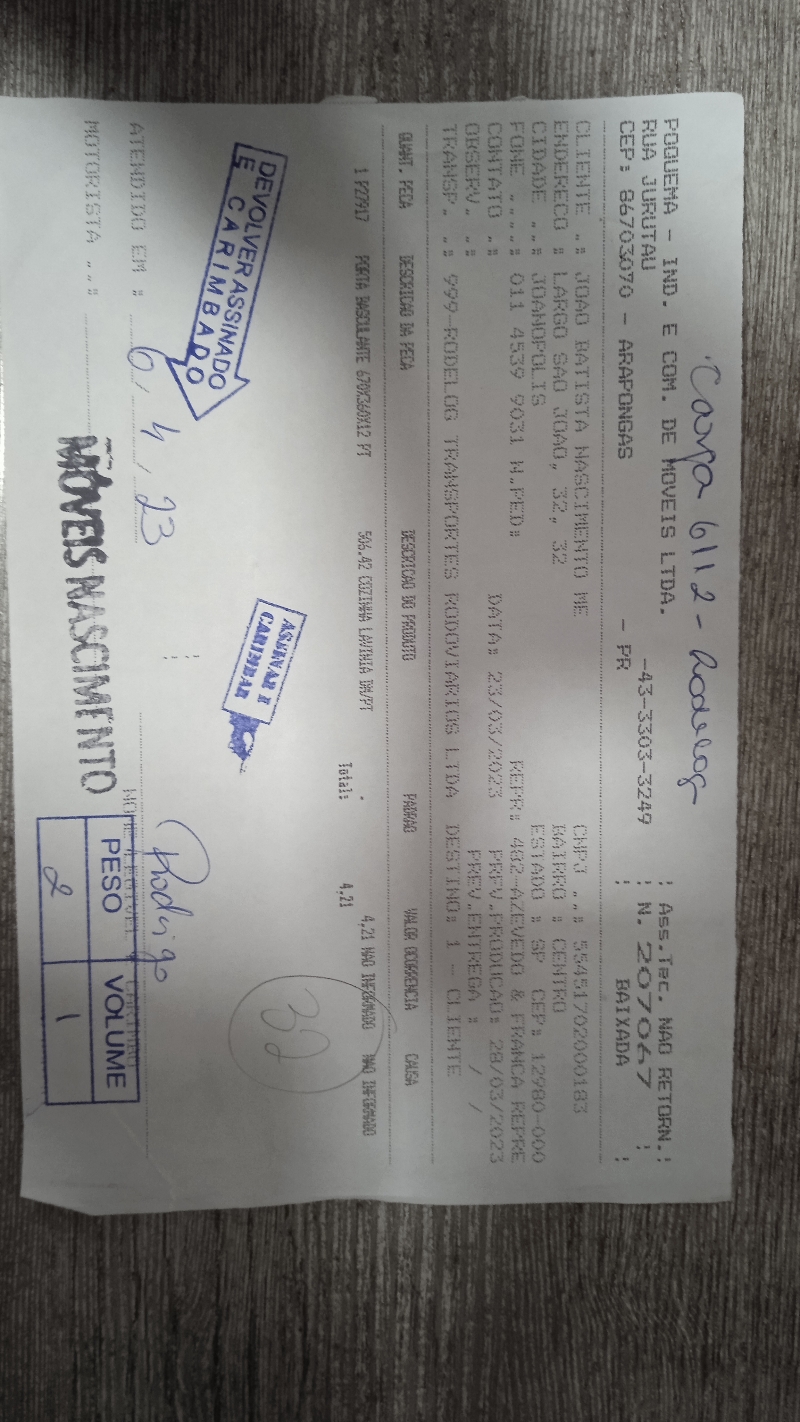 Carga 6112 - Rodelog
POQUEMA - IND. E COM. DE MOVEIS LTDA. ; Ass.Tec. NAO RETORN.;
RUA JURUTAU -43-3303-3249 ; N. 207067 ;
CEP: 86703070 - ARAPONGAS - PR ; BAIXADA ;
CLIENTE .: JOAO BATISTA NASCIMENTO ME CNPJ ..: 55451702000183
ENDERECO : LARGO SAO JOAO, 32, 32 BAIRRO : CENTRO
CIDADE ..: JOANOPOLIS ESTADO : SP CEP: 12980-000
FONE ....: 011 4539 9031 N.PED: REPR: 482-AZEVEDO & FRANCA REPRE
CONTATO .: DATA: 23/03/2023 PREV.PRODUCAO: 28/03/2023
OBSERV. .: PREV.ENTREGA : / /
TRANSP. .: 999-RODELOG TRANSPORTES RODOVIARIOS LTDA DESTINO: 1 - CLIENTE
QUANT. PECA DESCRICAO DA PECA DESCRICAO DO PRODUTO PADRAO VALOR OCORRENCIA CAUSA
1 P27917 PORTA BASCULANTE 670X360X12 PT 506.42 COZINHA LAVINIA DA/PT - 4,21 NAO INFORMADO NAO INFORMADO
Total: 4,21
32
DEVOLVER ASSINADO
E CARIMBADO
ASSINAR E
CARIMBAR
Rodrigo
ATENDIDO EM : 6 / 4 / 23
MOTORISTA ..:
MÓVEIS NASCIMENTO
PESO VOLUME
2 1